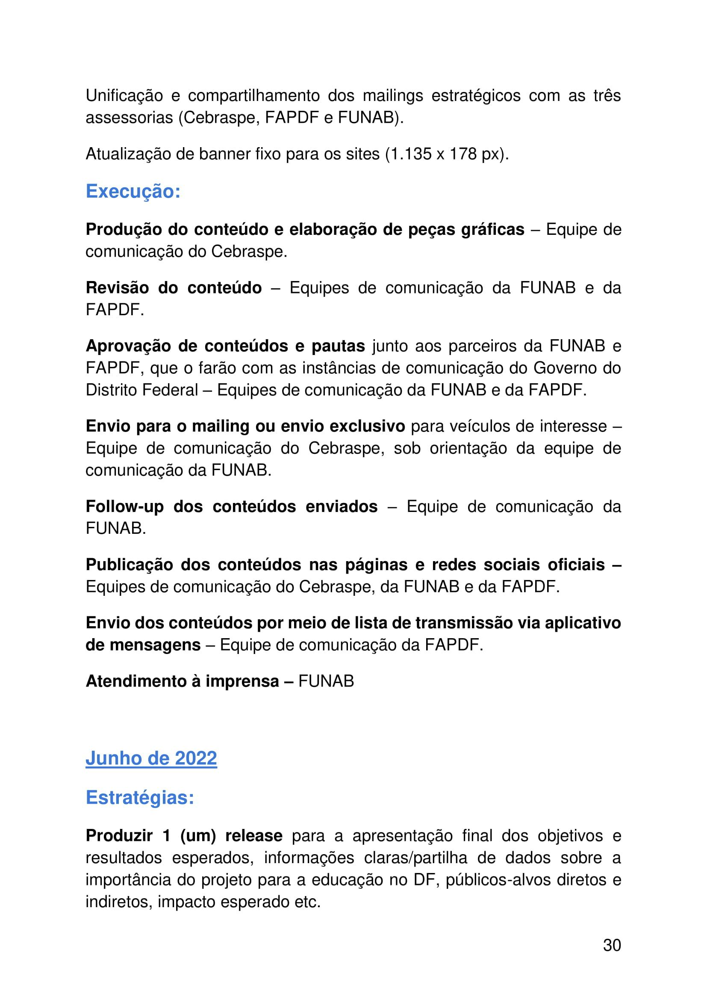 Unificação e compartilhamento dos mailings estratégicos com as três
assessorias (Cebraspe, FAPDF e FUNAB).
Atualização de banner fixo para os sites (1.135 x 178 px).
Execução:
Produção do conteúdo e elaboração de peças gráficas – Equipe de
comunicação do Cebraspe.
Revisão do conteúdo – Equipes de comunicação da FUNAB e da
FAPDF.
Aprovação de conteúdos e pautas junto aos parceiros da FUNAB e
FAPDF, que o farão com as instâncias de comunicação do Governo do
Distrito Federal – Equipes de comunicação da FUNAB e da FAPDF.
Envio para o mailing ou envio exclusivo para veículos de interesse –
Equipe de comunicação do Cebraspe, sob orientação da equipe de
comunicação da FUNAB.
Follow-up dos conteúdos enviados – Equipe de comunicação da
FUNAB.
Publicação dos conteúdos nas páginas e redes sociais oficiais –
Equipes de comunicação do Cebraspe, da FUNAB e da FAPDF.
Envio dos conteúdos por meio de lista de transmissão via aplicativo
de mensagens – Equipe de comunicação da FAPDF.
Atendimento à imprensa – FUNAB
Junho de 2022
Estratégias:
Produzir 1 (um) release para a apresentação final dos objetivos e
resultados esperados, informações claras/partilha de dados sobre a
importância do projeto para a educação no DF, públicos-alvos diretos e
indiretos, impacto esperado etc.
30